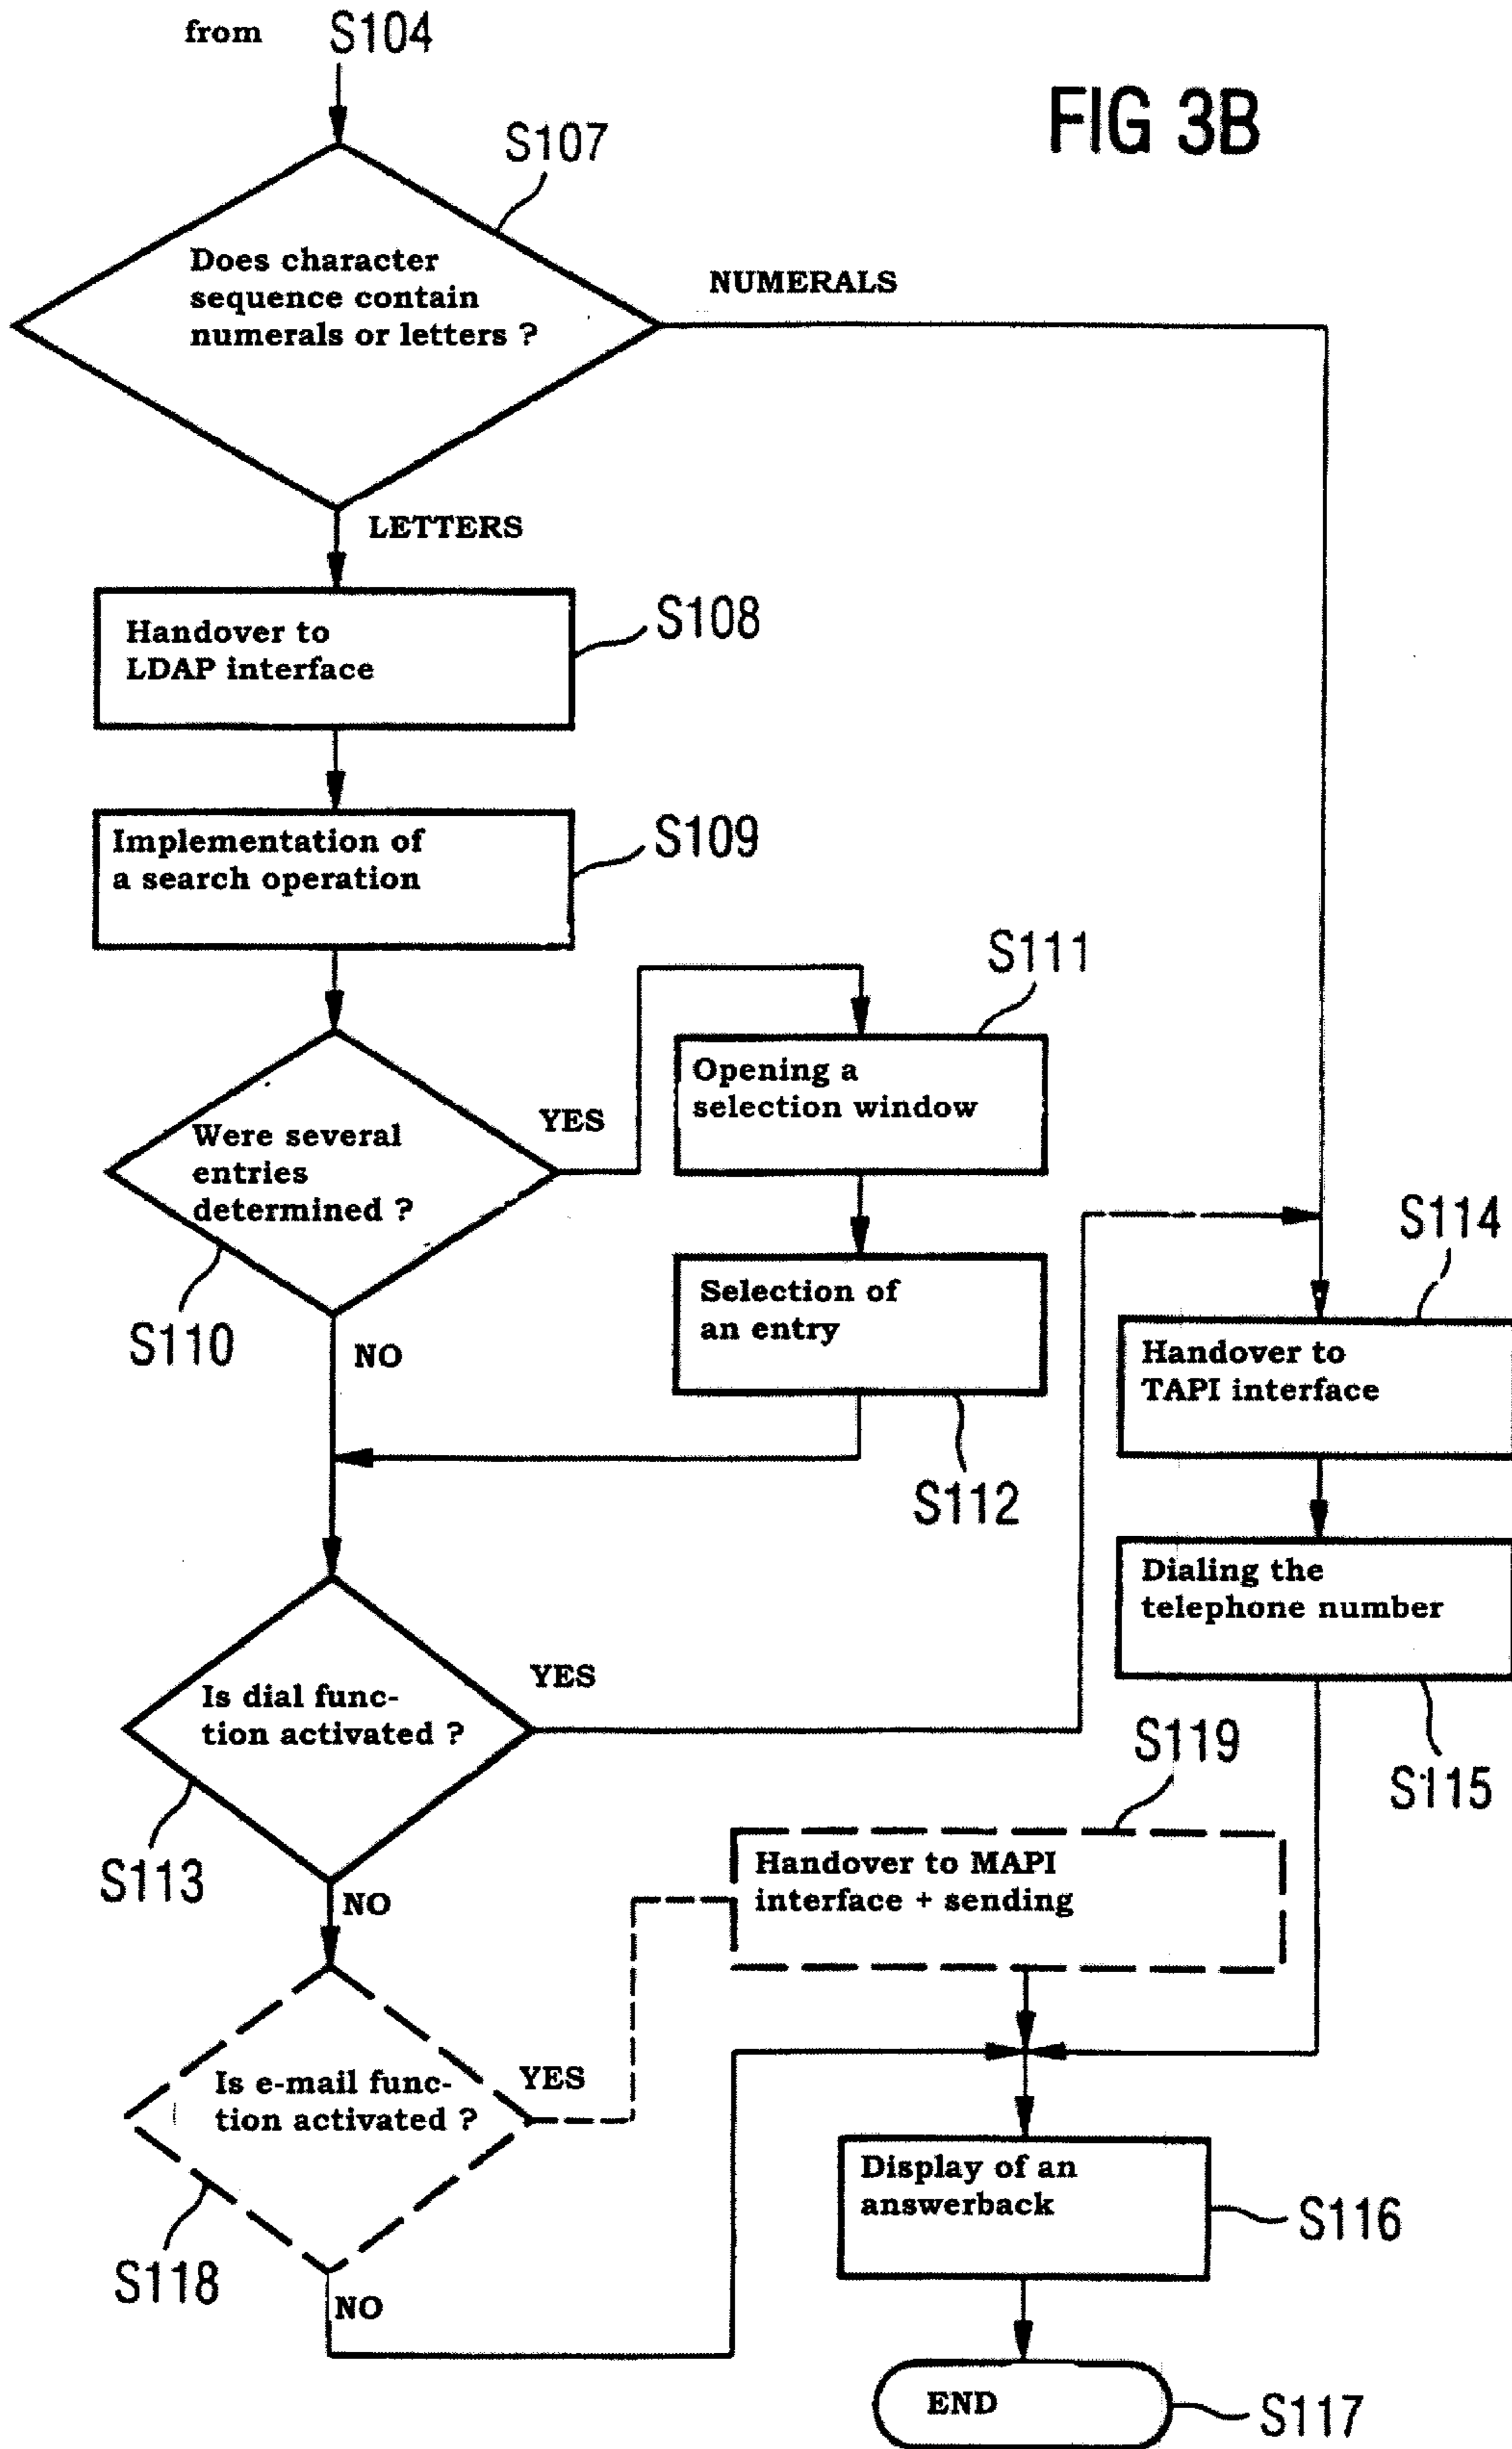 from S104
FIG 3B
S107
Does character
sequence contain
numerals or letters ?
NUMERALS
LETTERS
Handover to
LDAP interface
S108
Implementation of
a search operation
S109
S111
Opening a
selection window
YES
Were several
entries
determined ?
S110
NO
Selection of
an entry
S112
S114
Handover to
TAPI interface
Dialing the
telephone number
S115
Is dial func-
tion activated ?
YES
S113
NO
S119
Handover to MAPI
interface + sending
Is e-mail func-
tion activated ?
YES
S118
NO
Display of an
answerback
S116
END
S117